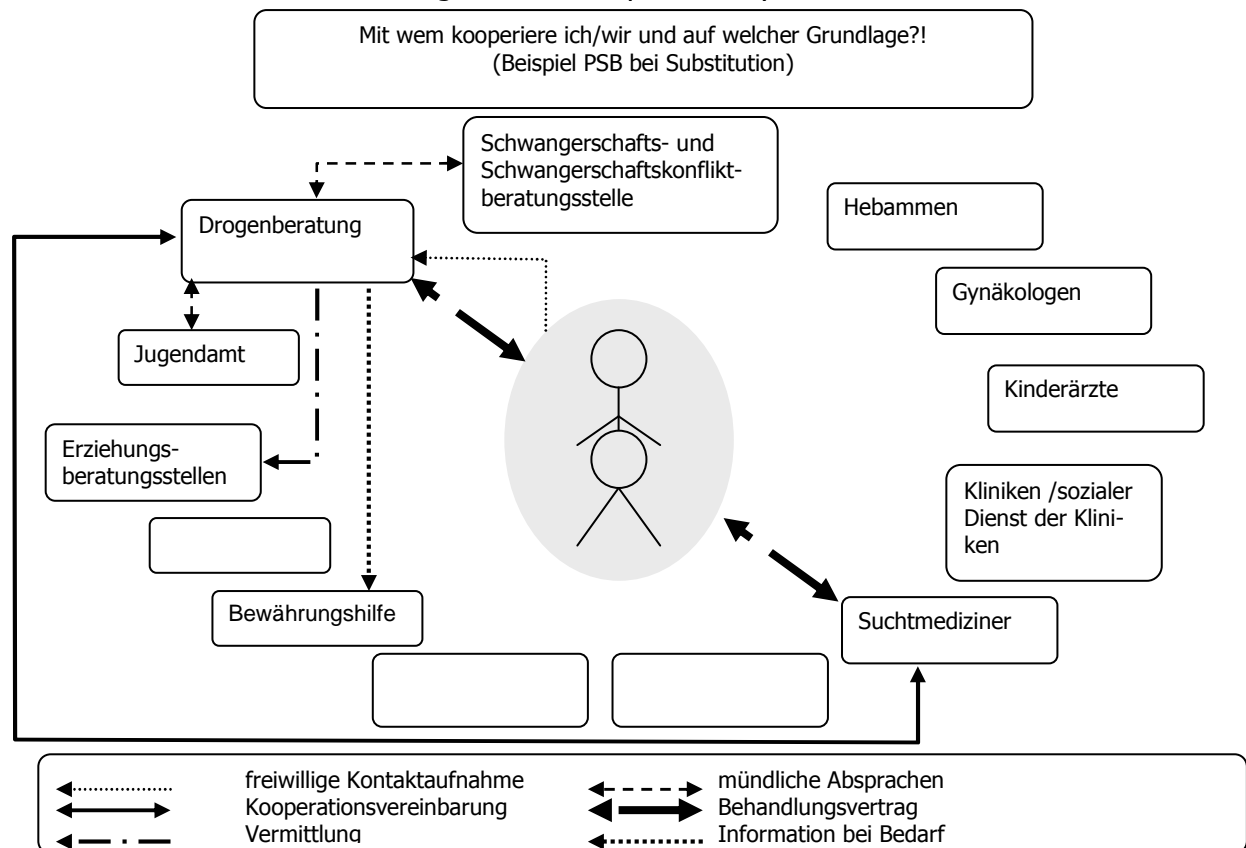 Mit wem kooperiere ich/wir und auf welcher Grundlage?!
(Beispiel PSB bei Substitution)
Schwangerschafts- und
Schwangerschaftskonflikt-
beratungsstelle
Drogenberatung
Hebammen
Gynäkologen
Jugendamt
Kinderärzte
Erziehungs-
beratungsstellen
Kliniken /sozialer
Dienst der Klini-
ken
Bewährungshilfe
Suchtmediziner
freiwillige Kontaktaufnahme
Kooperationsvereinbarung
Vermittlung
mündliche Absprachen
Behandlungsvertrag
Information bei Bedarf